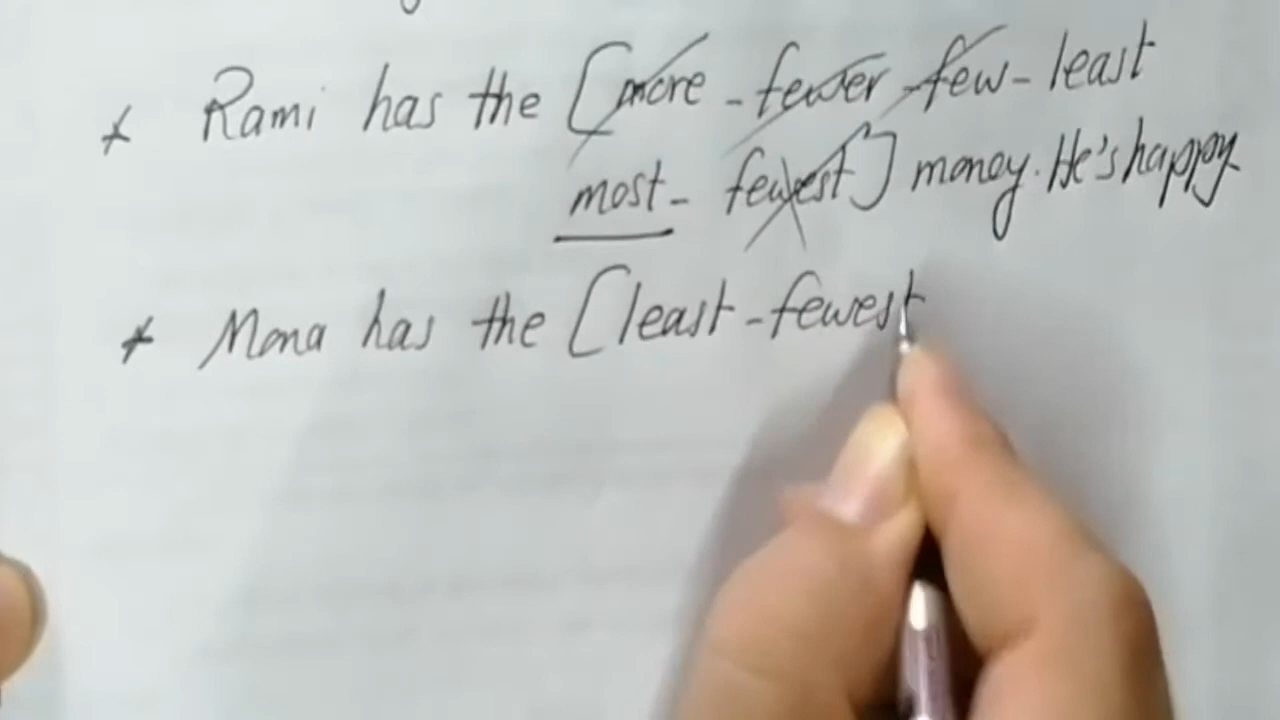 * Rami has the [more - fewer - few - least
most - fewest] money. He's happy.
* Mona has the [least - fewest